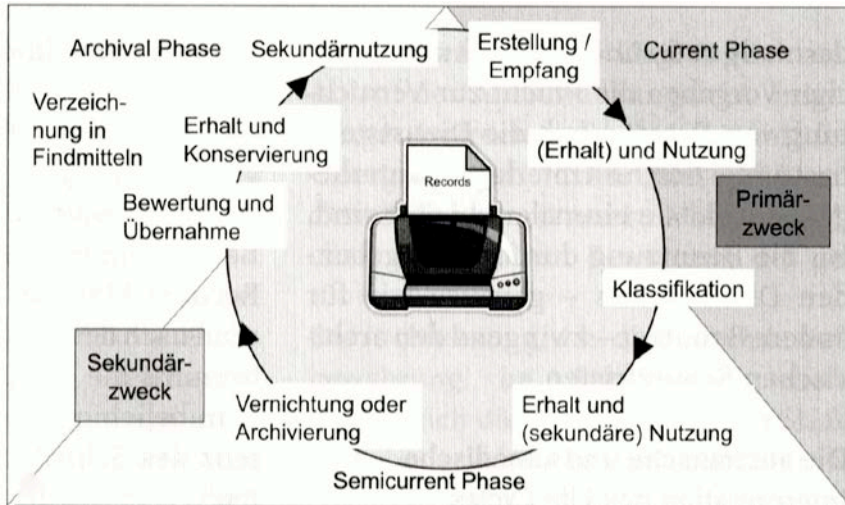 Archival Phase
Sekundärnutzung
Erstellung /
Empfang
Current Phase
Verzeich-
nung in
Findmitteln
Erhalt und
Konservierung
Records
(Erhalt) und Nutzung
Bewertung und
Übernahme
Primär-
zweck
Klassifikation
Sekundär-
zweck
Vernichtung oder
Archivierung
Erhalt und
(sekundäre) Nutzung
Semicurrent Phase